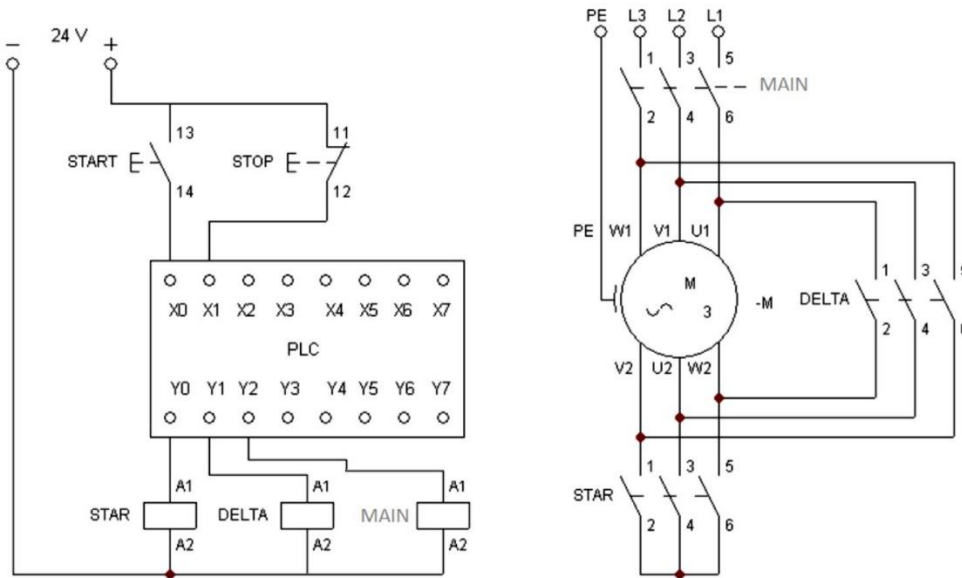 24 V
- +
13
START
14
11
STOP
12
X0 X1 X2 X3 X4 X5 X6 X7
PLC
Y0 Y1 Y2 Y3 Y4 Y5 Y6 Y7
A1 A1 A1
STAR DELTA MAIN
A2 A2 A2
PE L3 L2 L1
1 3 5
MAIN
2 4 6
PE W1 V1 U1
M
3
-M
1 3
DELTA
2 4
V2 U2 W2
1 3 5
STAR
2 4 6